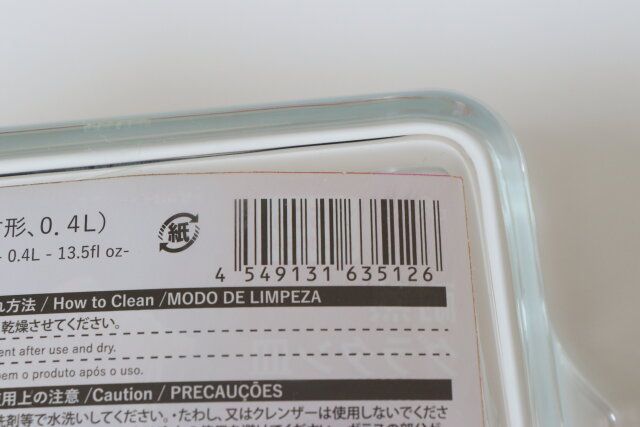 形、0.4L)
紙
- 0.4L - 13.5fl oz-
4 549131 635126
れ方法 / How to Clean /MODO DE LIMPEZA
乾燥させてください。
ent after use and dry.
bem o produto após o uso.
使用上の注意 /Caution / PRECAUÇÕES
洗剤等で水洗いしてください。・たわし、又はクレンザーは使用しないでくださ